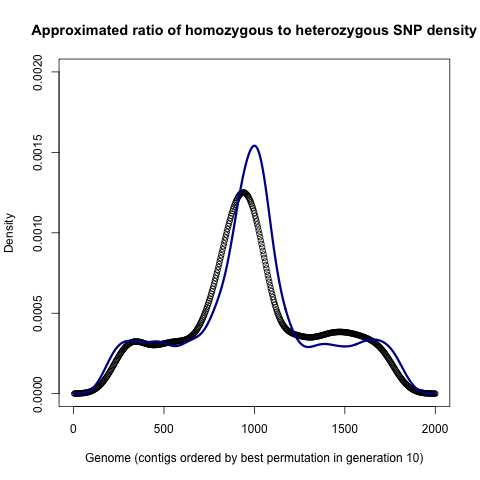 Approximated ratio of homozygous to heterozygous SNP density
0.0020
0.0015
0.0010
0.0005
0.0000
Density
0 500 1000 1500 2000
Genome (contigs ordered by best permutation in generation 10)